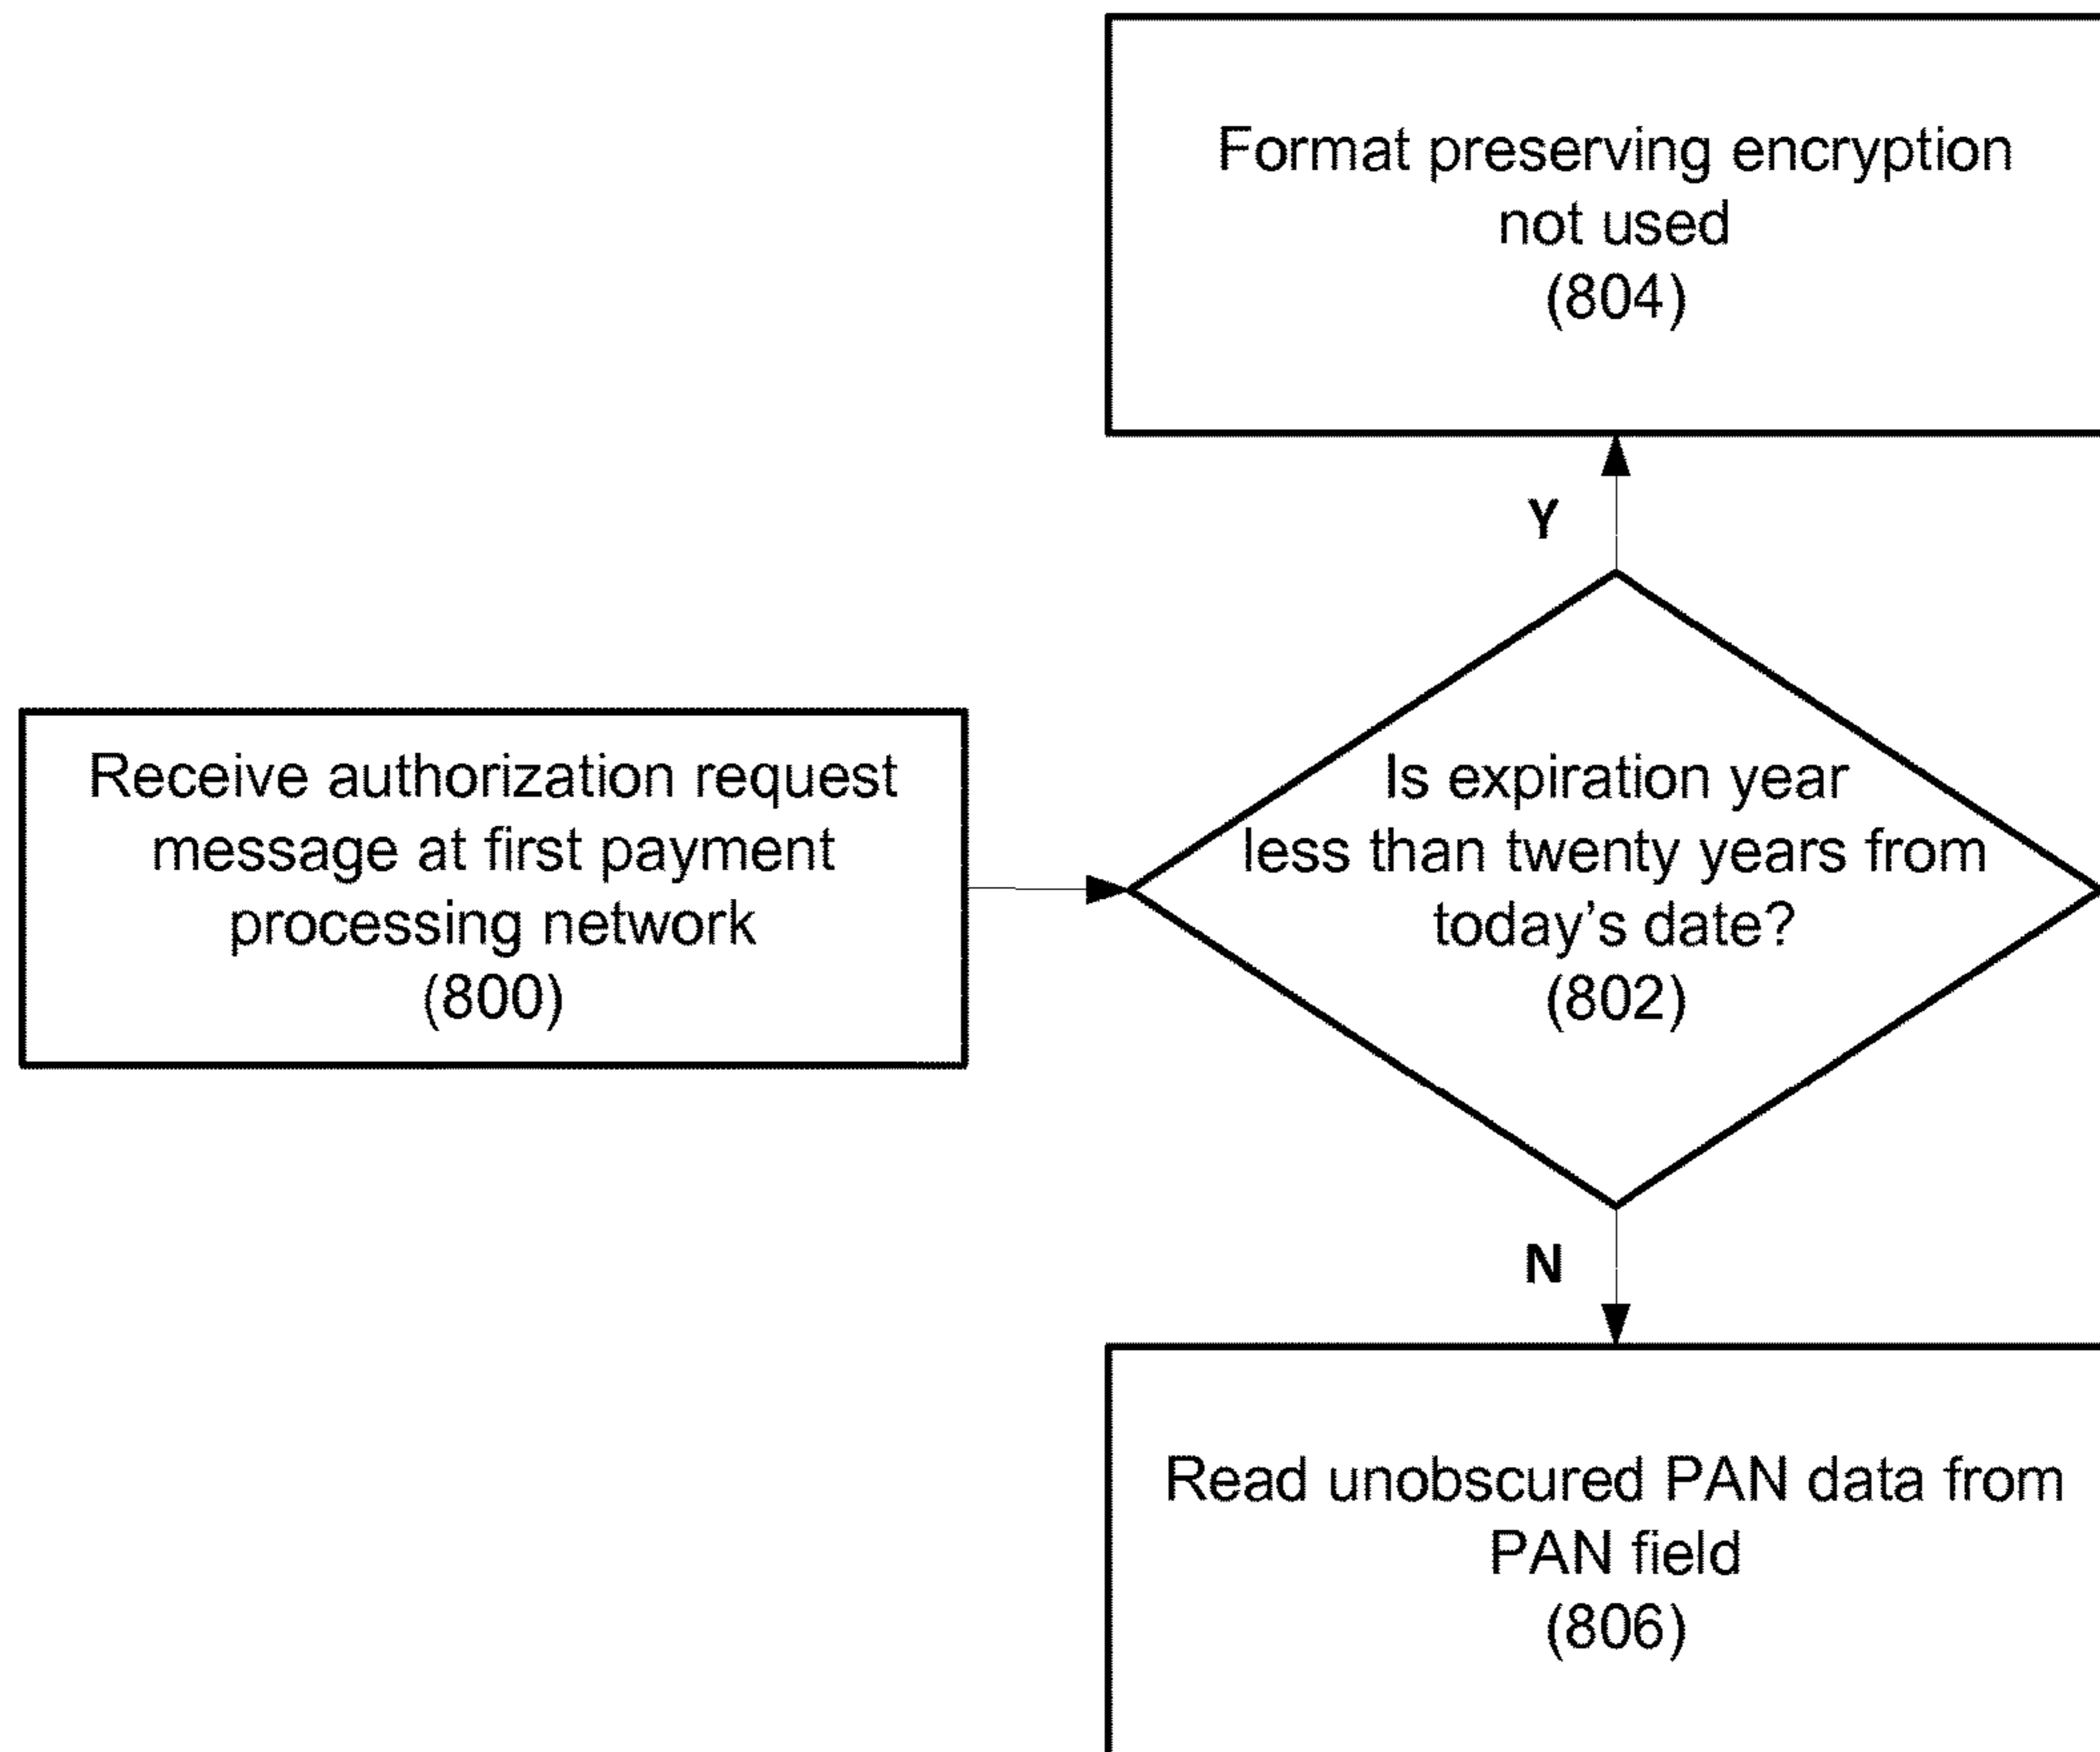 Format preserving encryption
not used
(804)
Y
Receive authorization request
message at first payment
processing network
(800)
Is expiration year
less than twenty years from
today's date?
(802)
N
Read unobscured PAN data from
PAN field
(806)